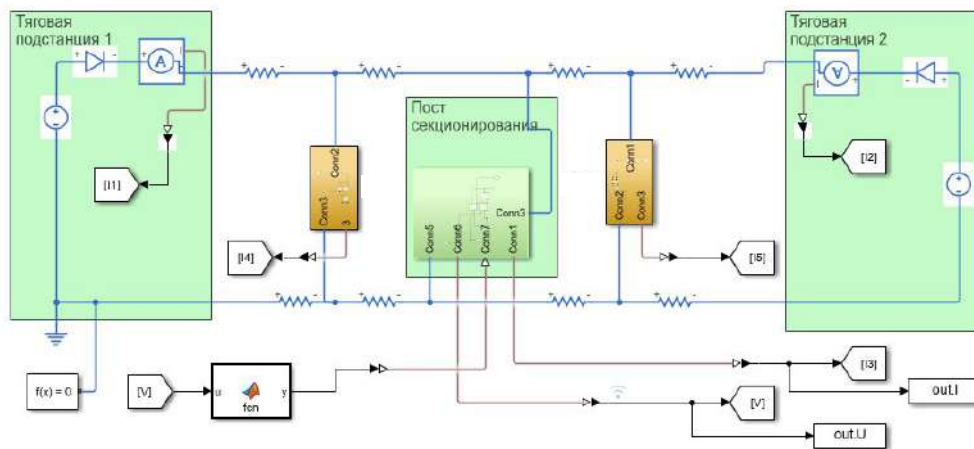 Тяговая
подстанция 1
Тяговая
подстанция 2
Пост
секционирования
A
A
[I1]
[I2]
Conn2
Conn3
3
Conn1
Conn2
Conn3
Conn3
Conn5
Conn6
Conn7
Conn1
[I4]
[I5]
f(x) = 0
[V]
u
fcn
y
[I3]
[V]
out.I
out.U